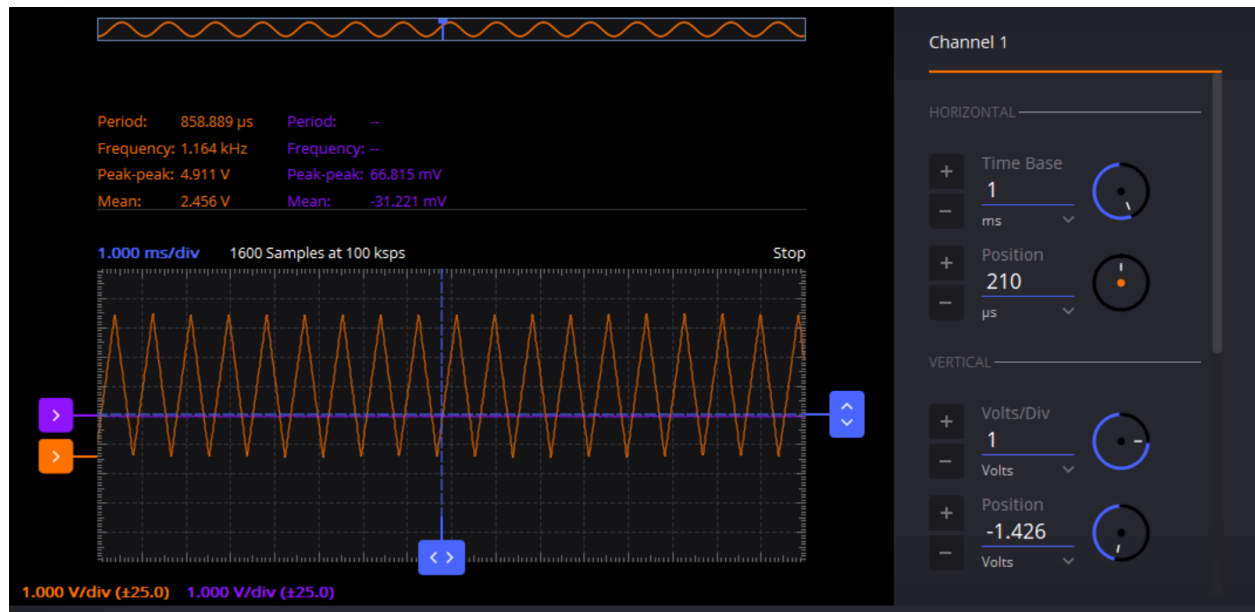 Channel 1
HORIZONTAL
Period: 858.889 µs Period: --
Frequency: 1.164 kHz Frequency: --
Peak-peak: 4.911 V Peak-peak: 66.815 mV
Mean: 2.456 V Mean: -31.221 mV
+ Time Base
1
− ms
1.000 ms/div 1600 Samples at 100 ksps Stop
+ Position
210
− µs
VERTICAL
+ Volts/Div
1
− Volts
+ Position
-1.426
− Volts
1.000 V/div (±25.0) 1.000 V/div (±25.0)